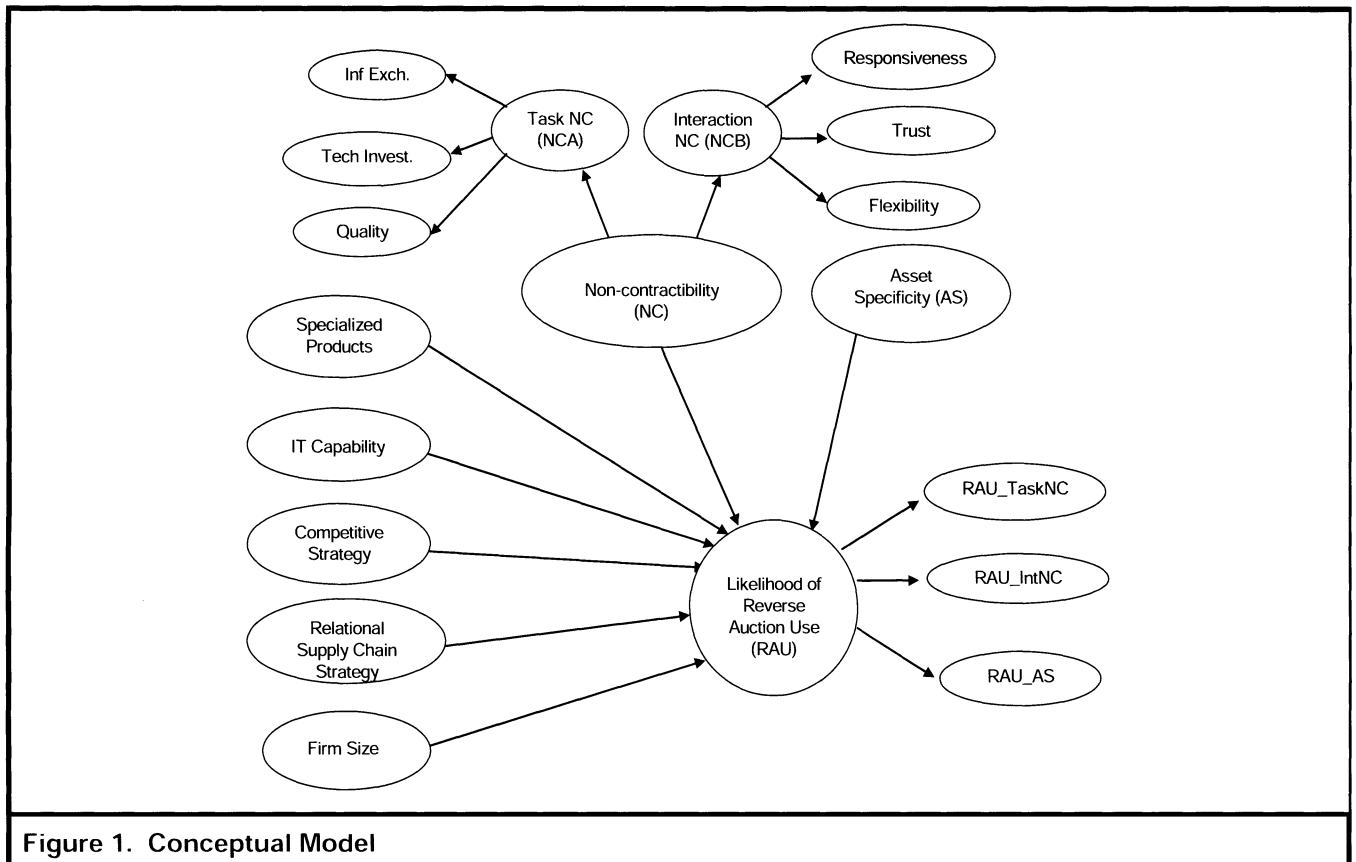 Inf Exch.
Tech Invest.
Quality
Task NC
(NCA)
Interaction
NC (NCB)
Responsiveness
Trust
Flexibility
Non-contractibility
(NC)
Asset
Specificity (AS)
Specialized
Products
IT Capability
Competitive
Strategy
Relational
Supply Chain
Strategy
Firm Size
Likelihood of
Reverse
Auction Use
(RAU)
RAU_TaskNC
RAU_IntNC
RAU_AS
Figure 1. Conceptual Model